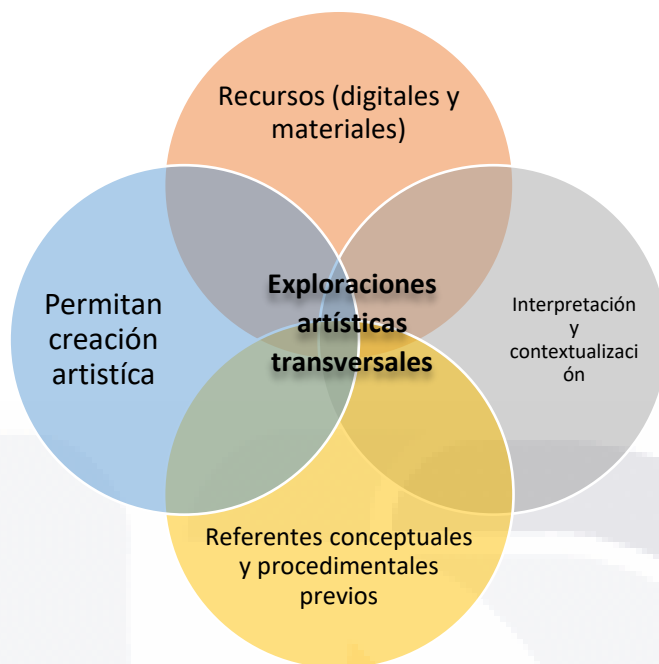 Recursos (digitales y
materiales)
Permitan
creación
artistíca
Exploraciones
artísticas
transversales
Interpretación
y
contextualizaci
ón
Referentes conceptuales
y procedimentales
previos